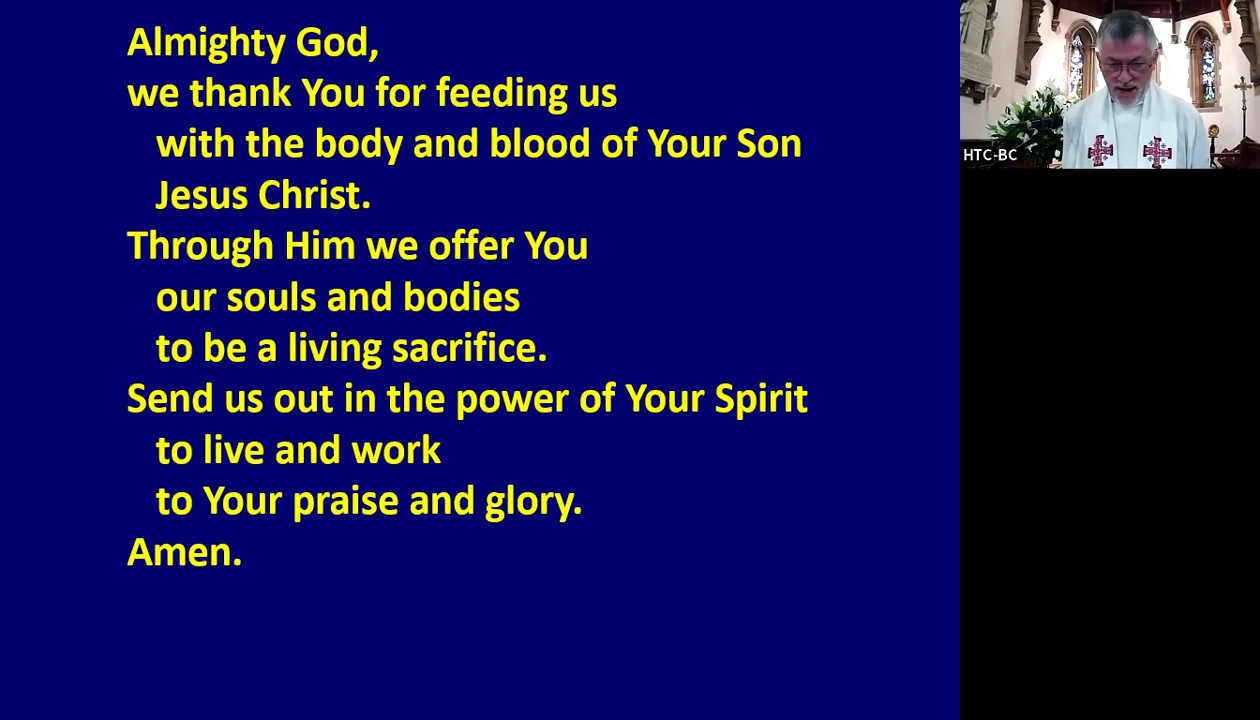 Almighty God,
we thank You for feeding us
with the body and blood of Your Son
Jesus Christ.
Through Him we offer You
our souls and bodies
to be a living sacrifice.
Send us out in the power of Your Spirit
to live and work
to Your praise and glory.
Amen.
HTC-BC